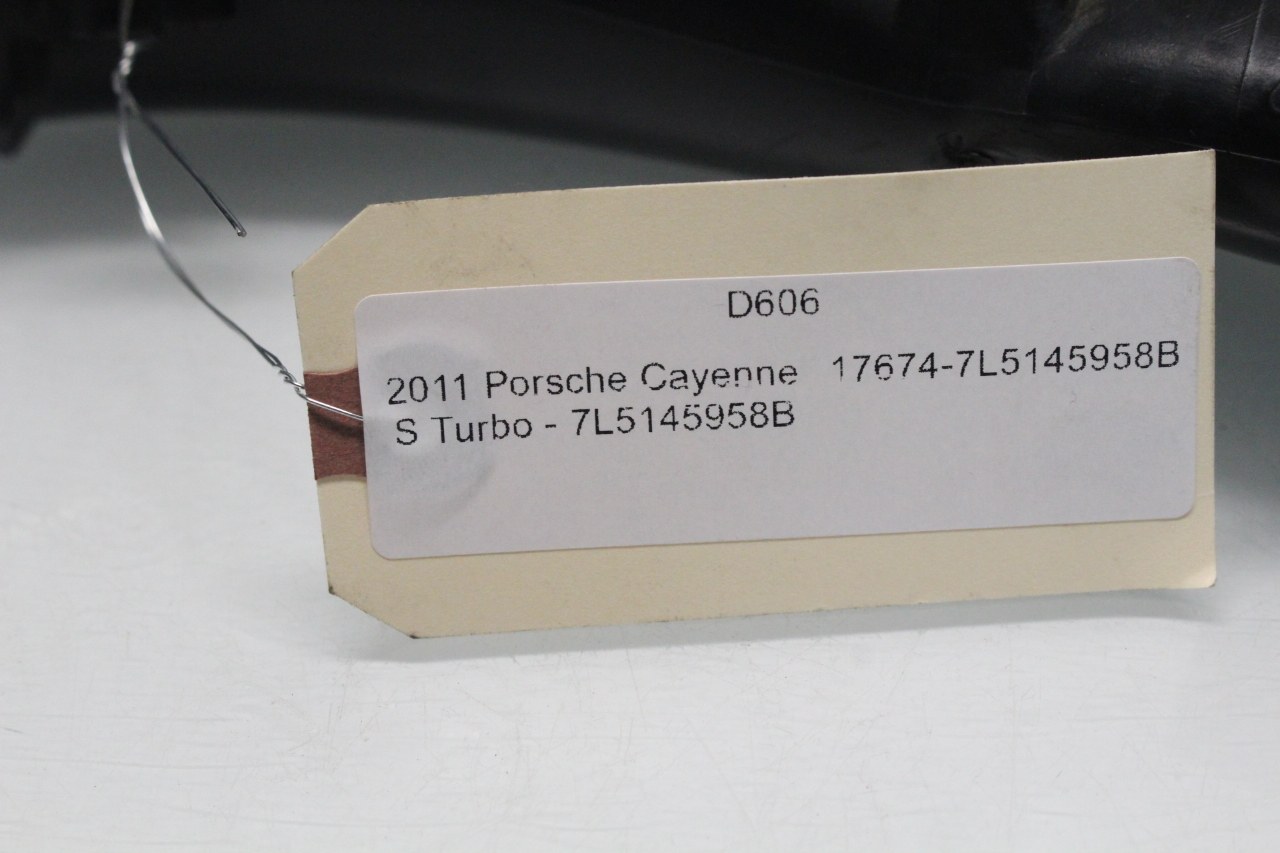 D606
2011 Porsche Cayenne 17674-7L5145958B
S Turbo - 7L5145958B